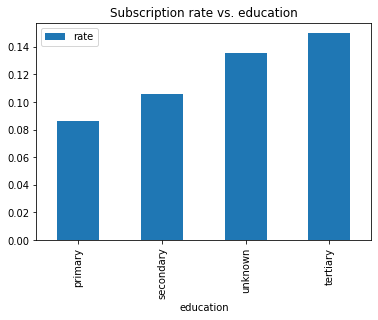 Subscription rate vs. education
rate
0.14
0.12
0.10
0.08
0.06
0.04
0.02
0.00
primary
secondary
unknown
tertiary
education